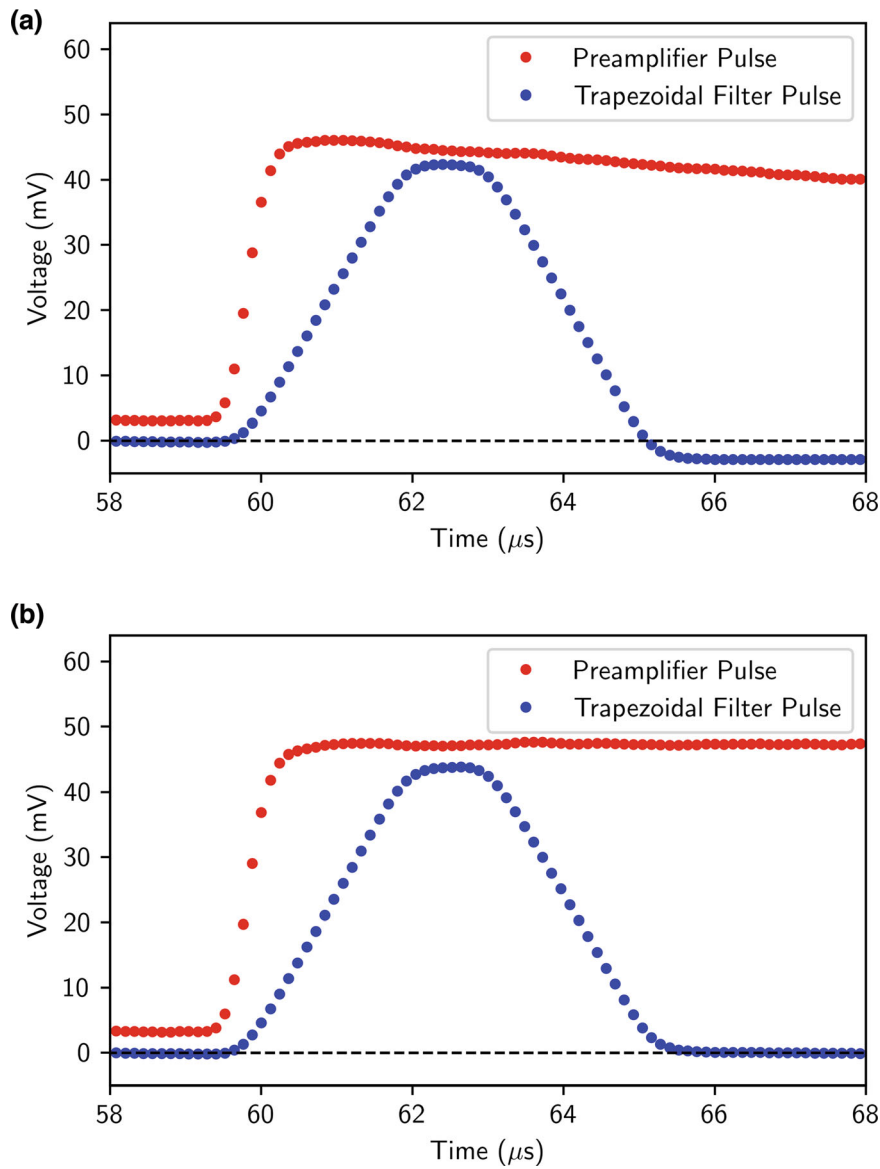 (a)
60
50
40
30
20
10
0
Voltage (mV)
Preamplifier Pulse
Trapezoidal Filter Pulse
58 60 62 64 66 68
Time (μs)
(b)
60
50
40
30
20
10
0
Voltage (mV)
Preamplifier Pulse
Trapezoidal Filter Pulse
58 60 62 64 66 68
Time (μs)